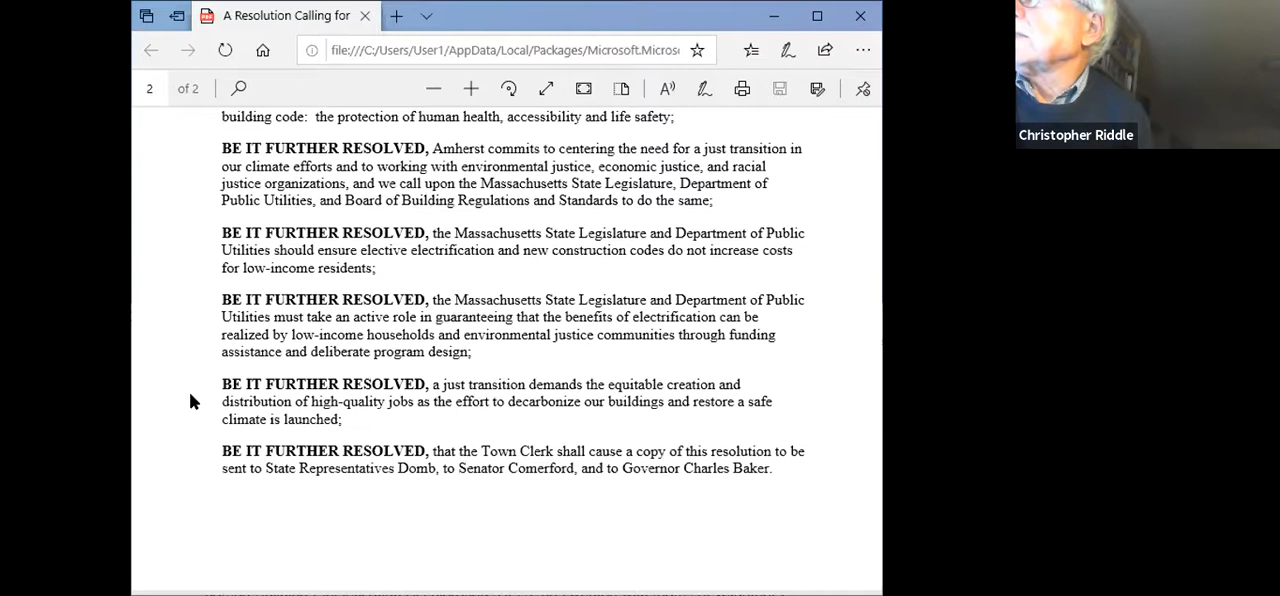 A Resolution Calling for
file:///C:/Users/User1/AppData/Local/Packages/Microsoft.Micros
2 of 2
building code: the protection of human health, accessibility and life safety;
BE IT FURTHER RESOLVED, Amherst commits to centering the need for a just transition in
our climate efforts and to working with environmental justice, economic justice, and racial
justice organizations, and we call upon the Massachusetts State Legislature, Department of
Public Utilities, and Board of Building Regulations and Standards to do the same;
BE IT FURTHER RESOLVED, the Massachusetts State Legislature and Department of Public
Utilities should ensure elective electrification and new construction codes do not increase costs
for low-income residents;
BE IT FURTHER RESOLVED, the Massachusetts State Legislature and Department of Public
Utilities must take an active role in guaranteeing that the benefits of electrification can be
realized by low-income households and environmental justice communities through funding
assistance and deliberate program design;
BE IT FURTHER RESOLVED, a just transition demands the equitable creation and
distribution of high-quality jobs as the effort to decarbonize our buildings and restore a safe
climate is launched;
BE IT FURTHER RESOLVED, that the Town Clerk shall cause a copy of this resolution to be
sent to State Representatives Domb, to Senator Comerford, and to Governor Charles Baker.
Christopher Riddle